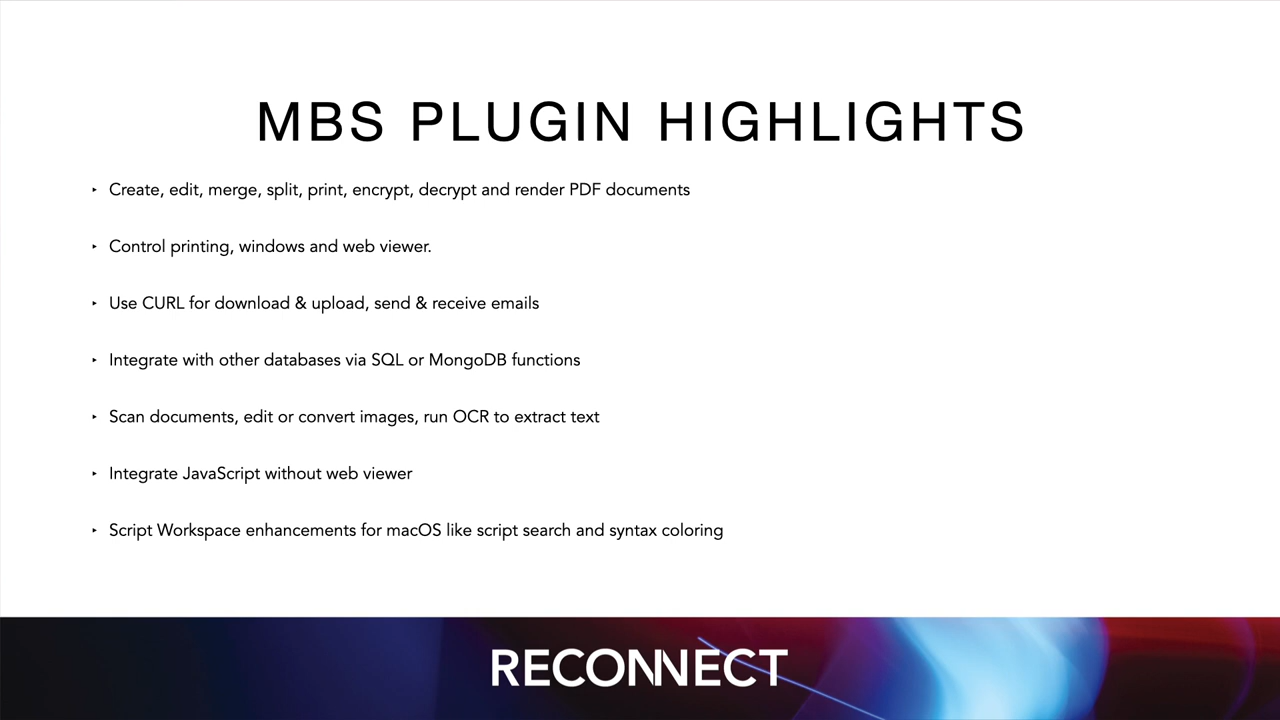 MBS PLUGIN HIGHLIGHTS
‣ Create, edit, merge, split, print, encrypt, decrypt and render PDF documents
‣ Control printing, windows and web viewer.
‣ Use CURL for download & upload, send & receive emails
‣ Integrate with other databases via SQL or MongoDB functions
‣ Scan documents, edit or convert images, run OCR to extract text
‣ Integrate JavaScript without web viewer
‣ Script Workspace enhancements for macOS like script search and syntax coloring
RECONNECT